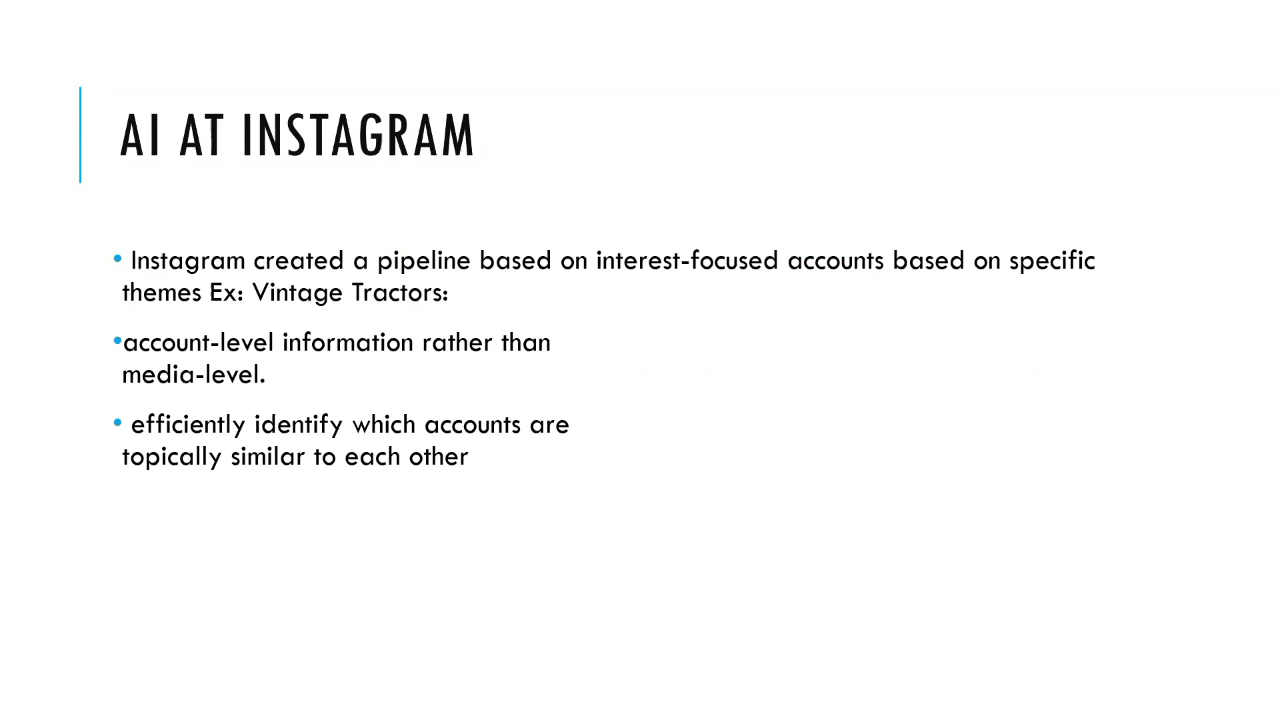 AI AT INSTAGRAM
• Instagram created a pipeline based on interest-focused accounts based on specific
themes Ex: Vintage Tractors:
•account-level information rather than
media-level.
• efficiently identify which accounts are
topically similar to each other